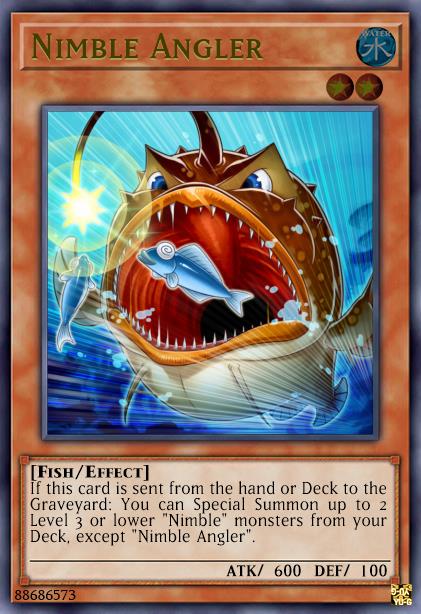 NIMBLE ANGLER
WATER
水
[FISH/EFFECT]
If this card is sent from the hand or Deck to the
Graveyard: You can Special Summon up to 2
Level 3 or lower "Nimble" monsters from your
Deck, except "Nimble Angler".
ATK/ 600 DEF/ 100
88686573